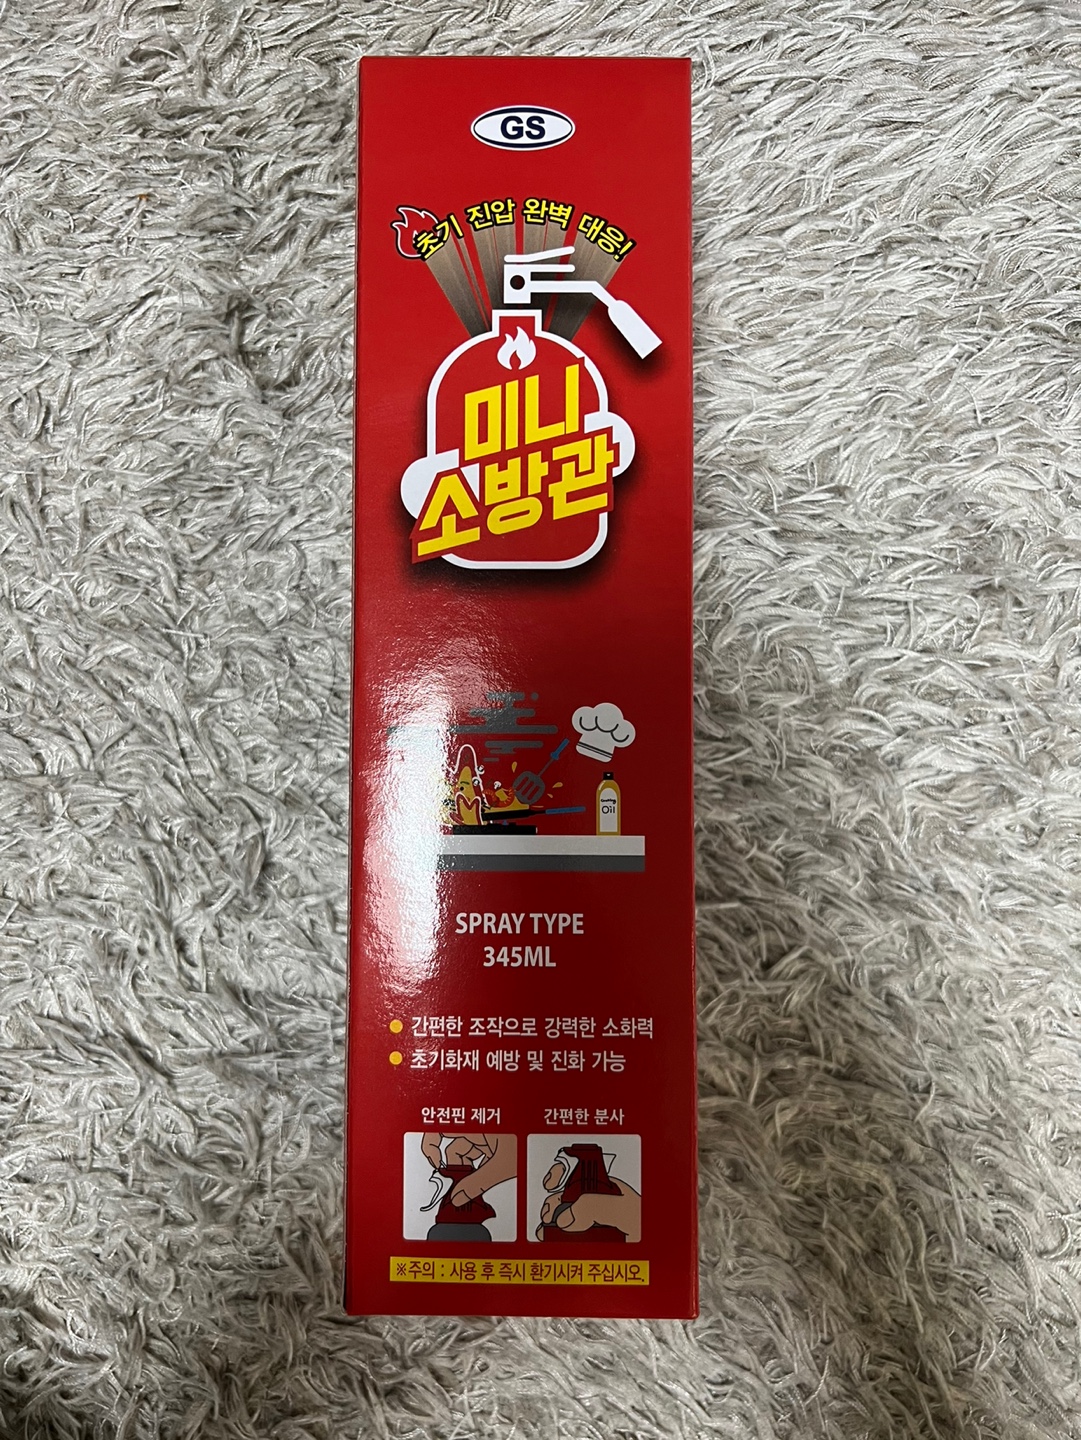 GS
초기 진압 완벽 대응!
미니
소방관
Cooking
Oil
SPRAY TYPE
345ML
간편한 조작으로 강력한 소화력
초기화재 예방 및 진화 가능
안전핀 제거
간편한 분사
※주의 : 사용 후 즉시 환기시켜 주십시오.